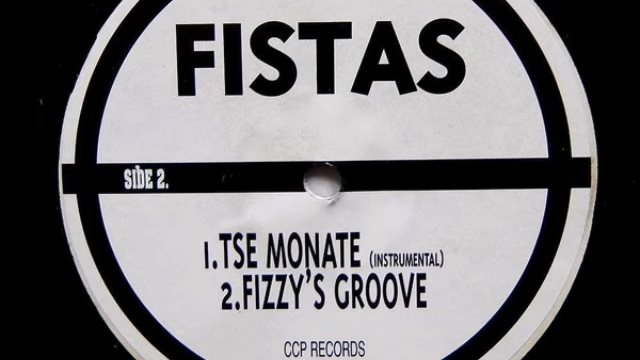 FISTAS
Side 2.
1.TSE MONATE (INSTRUMENTAL)
2.FIZZY'S GROOVE
CCP RECORDS